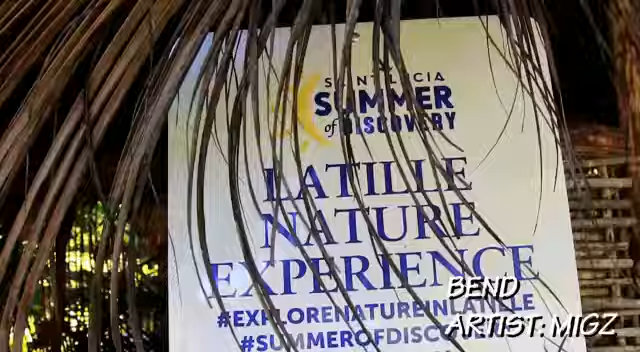 SAINT LUCIA
SUMMER
of DISCOVERY
LATILLE
NATURE
EXPERIENCE
#EXPLORENATUREINLATILLE
#SUMMEROFDISCOVERY
BEND
ARTIST: MIGZ